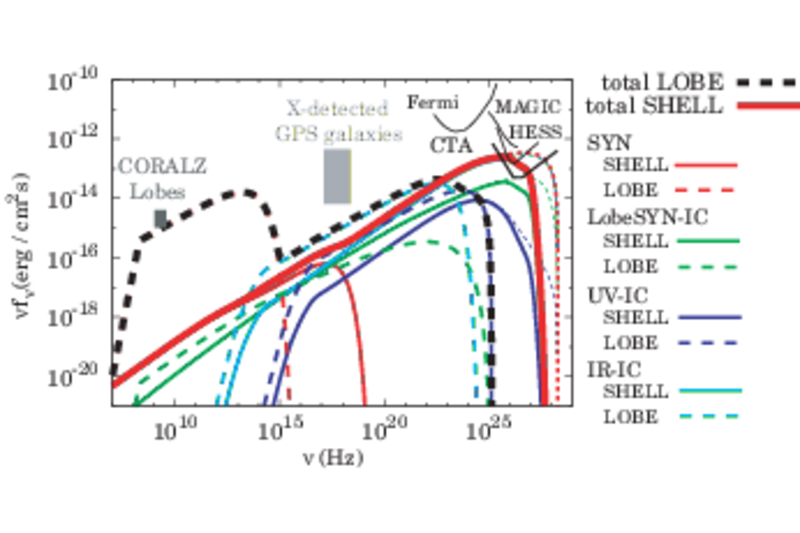 10^-10
10^-12
10^-14
10^-16
10^-18
10^-20
νf_ν(erg / cm²s)
10^10
10^15
10^20
10^25
ν (Hz)
CORALZ
Lobes
X-detected
GPS galaxies
Fermi
MAGIC
HESS
CTA
total LOBE
total SHELL
SYN
SHELL
LOBE
LobeSYN-IC
SHELL
LOBE
UV-IC
SHELL
LOBE
IR-IC
SHELL
LOBE